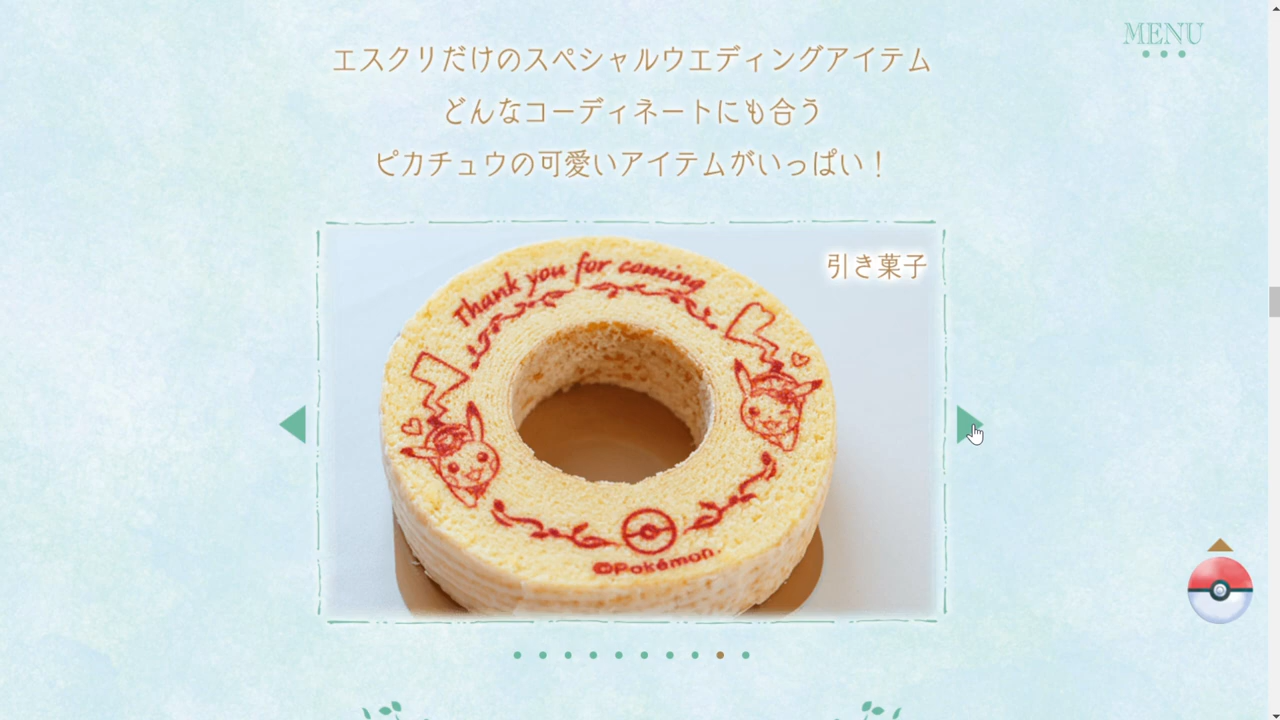 MENU
エスクリだけのスペシャルウエディングアイテム
どんなコーディネートにも合う
ピカチュウの可愛いアイテムがいっぱい！
引き菓子
Thank you for coming
©Pokémon.